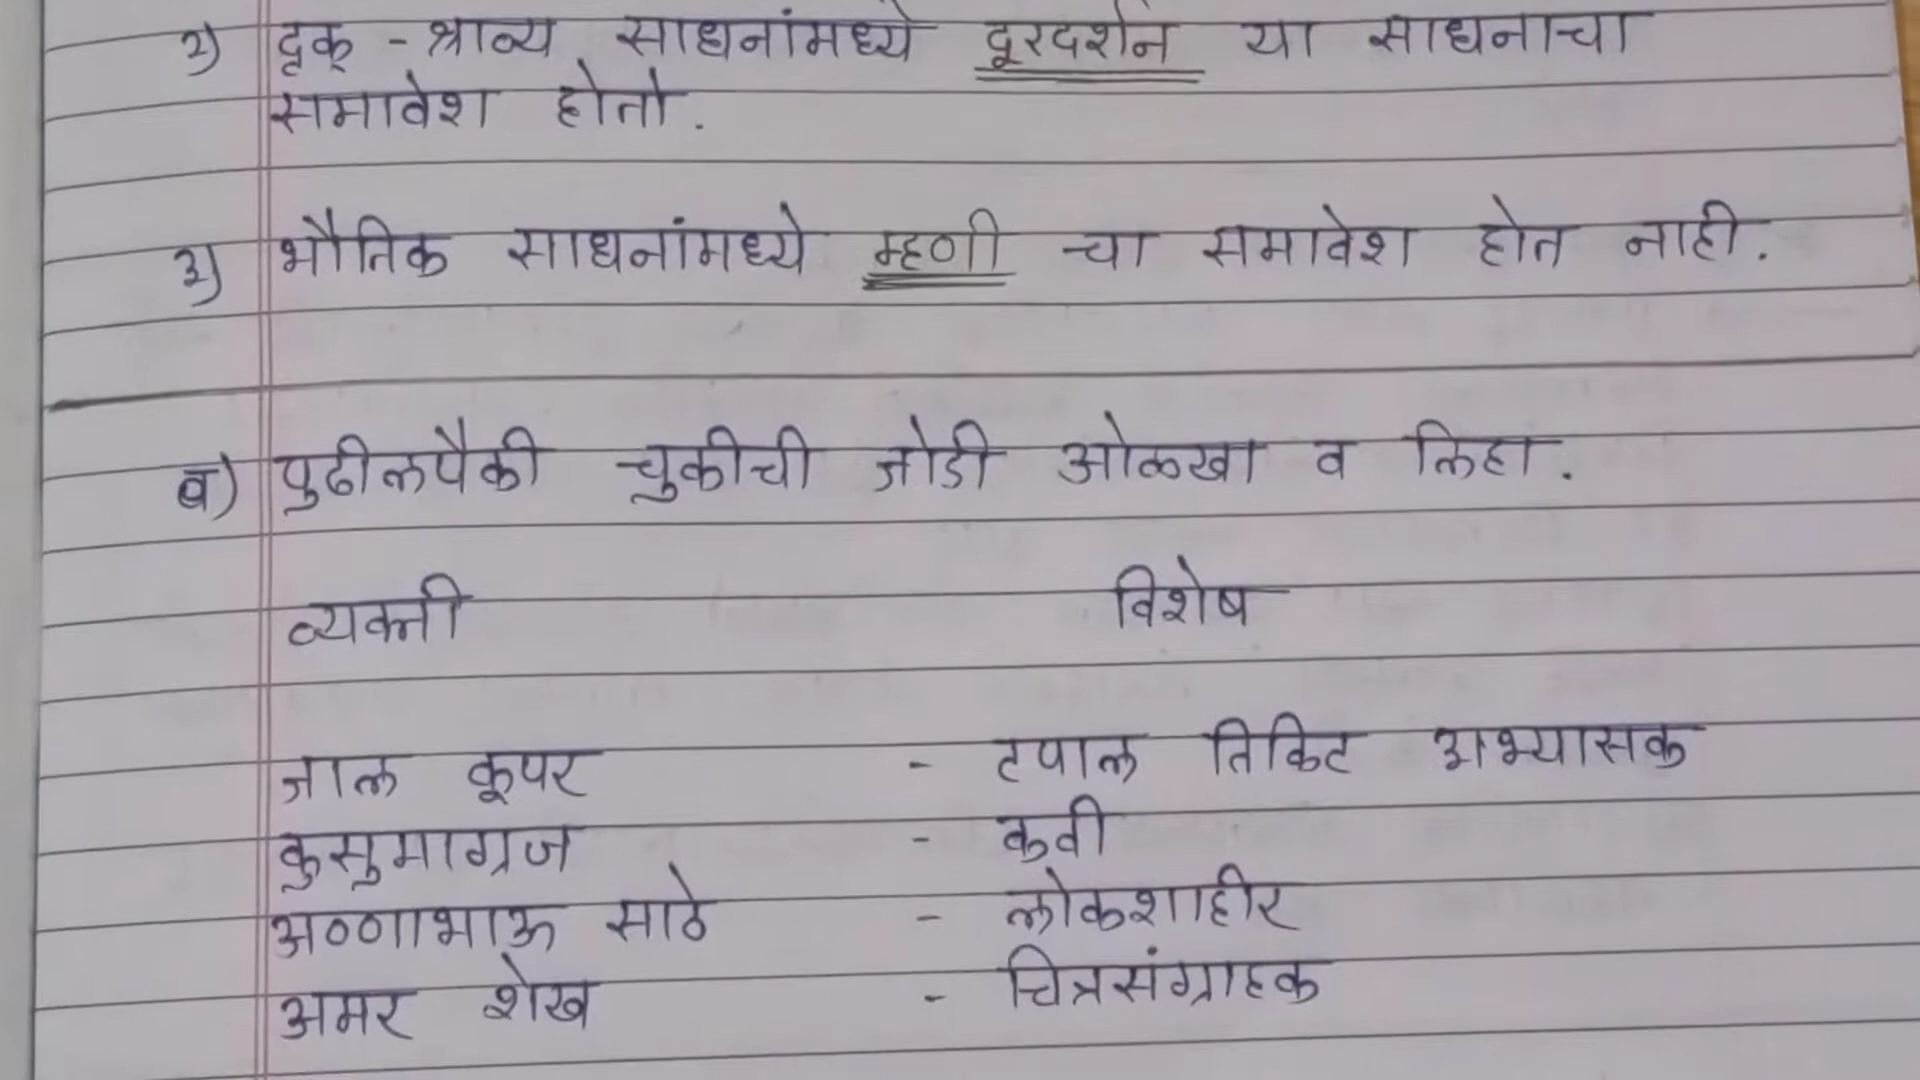 २) दृक् - श्राव्य साधनांमध्ये दूरदर्शन या साधनाचा
समावेश होतो.
३) भौतिक साधनांमध्ये म्हणी चा समावेश होत नाही.
ब) पुढीलपैकी चुकीची जोडी ओळखा व लिहा.
व्यक्ती विशेष
जाल कूपर - टपाल तिकिट अभ्यासक
कुसुमाग्रज - कवी
अण्णाभाऊ साठे - लोकशाहीर
अमर शेख - चित्रसंग्राहक